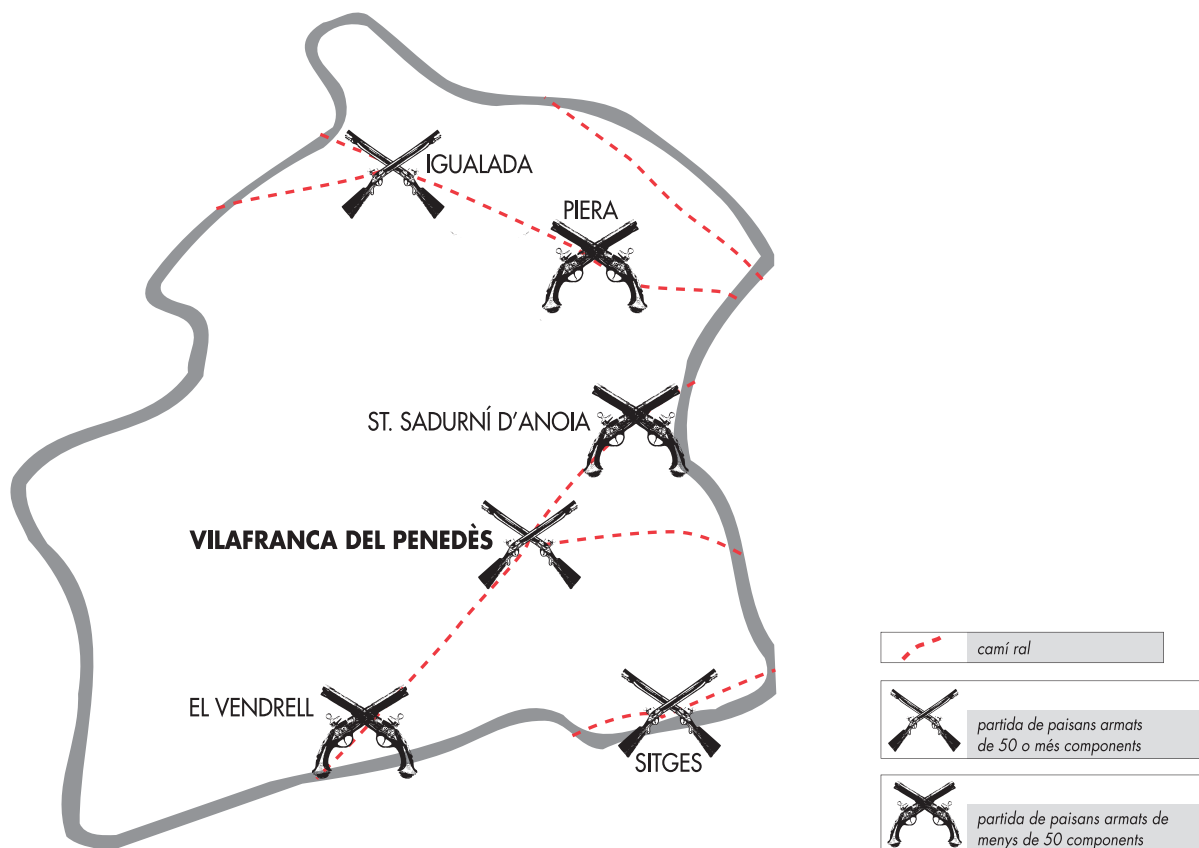 IGUALADA
PIERA
ST. SADURNÍ D'ANOIA
VILAFRANCA DEL PENEDÈS
EL VENDRELL
SITGES
camí ral
partida de paisans armats
de 50 o més components
partida de paisans armats de
menys de 50 components